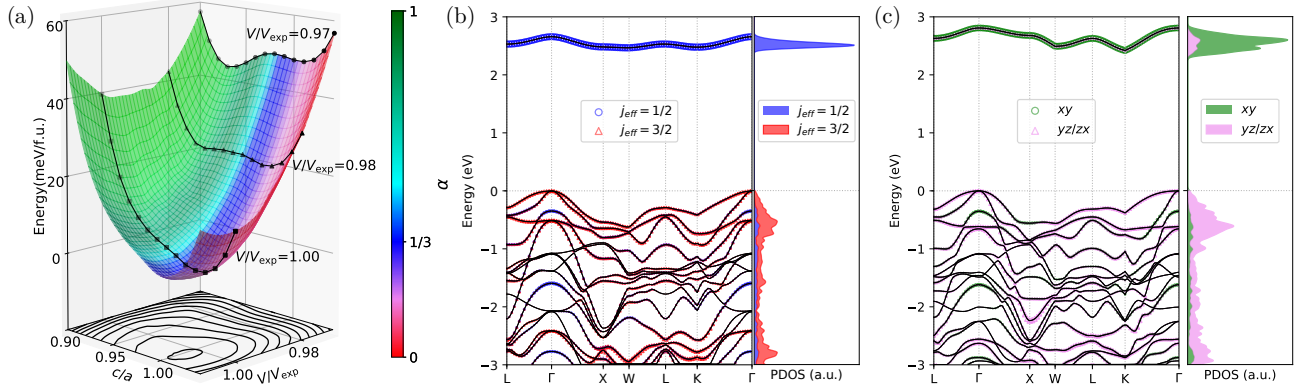 (a)
60
40
20
0
Energy(meV/f.u.)
V/V_exp=0.97
V/V_exp=0.98
V/V_exp=1.00
0.90
0.95
1.00
c/a
1.00
0.98
V/V_exp
1
1/3
0
α
(b)
3
2
1
0
−1
−2
−3
Energy (eV)
j_eff = 1/2
j_eff = 3/2
j_eff = 1/2
j_eff = 3/2
L Γ X W L K Γ
PDOS (a.u.)
(c)
3
2
1
0
−1
−2
−3
Energy (eV)
xy
yz/zx
xy
yz/zx
L Γ X W L K Γ
PDOS (a.u.)